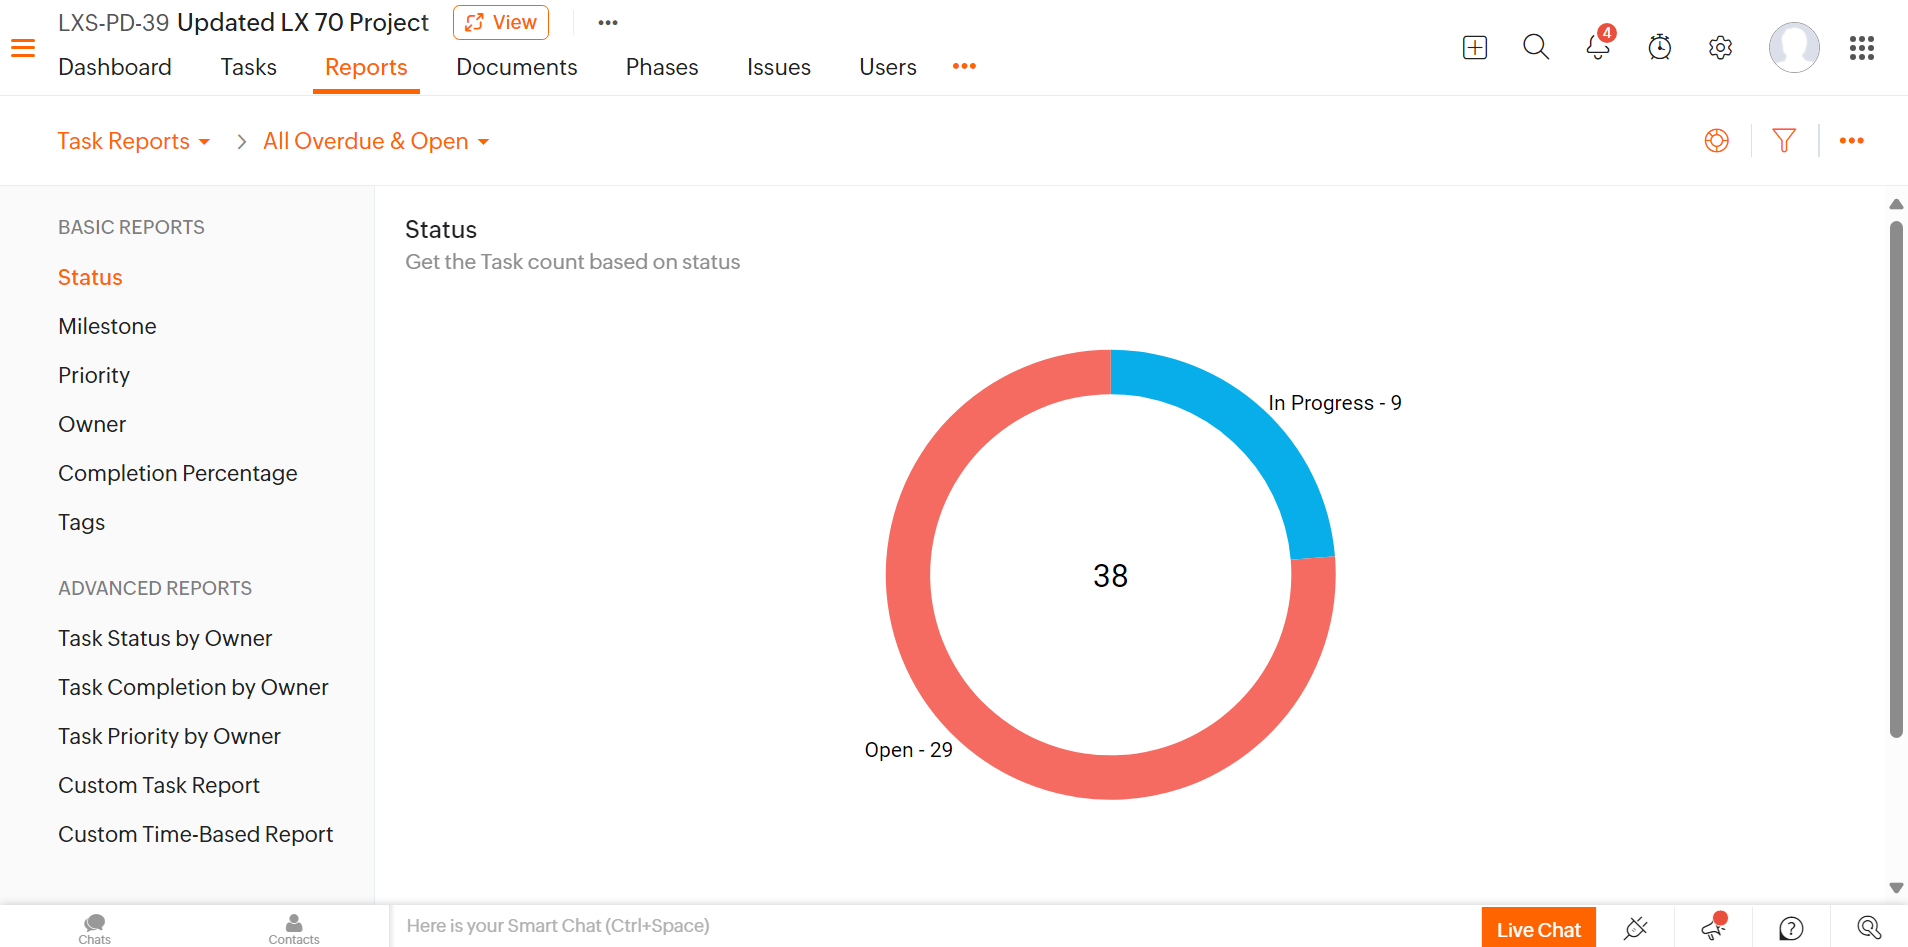 LXS-PD-39 Updated LX 70 Project View
Dashboard Tasks Reports Documents Phases Issues Users
4
Task Reports > All Overdue & Open
BASIC REPORTS
Status
Milestone
Priority
Owner
Completion Percentage
Tags
ADVANCED REPORTS
Task Status by Owner
Task Completion by Owner
Task Priority by Owner
Custom Task Report
Custom Time-Based Report
Status
Get the Task count based on status
In Progress - 9
38
Open - 29
Chats
Contacts
Here is your Smart Chat (Ctrl+Space)
Live Chat